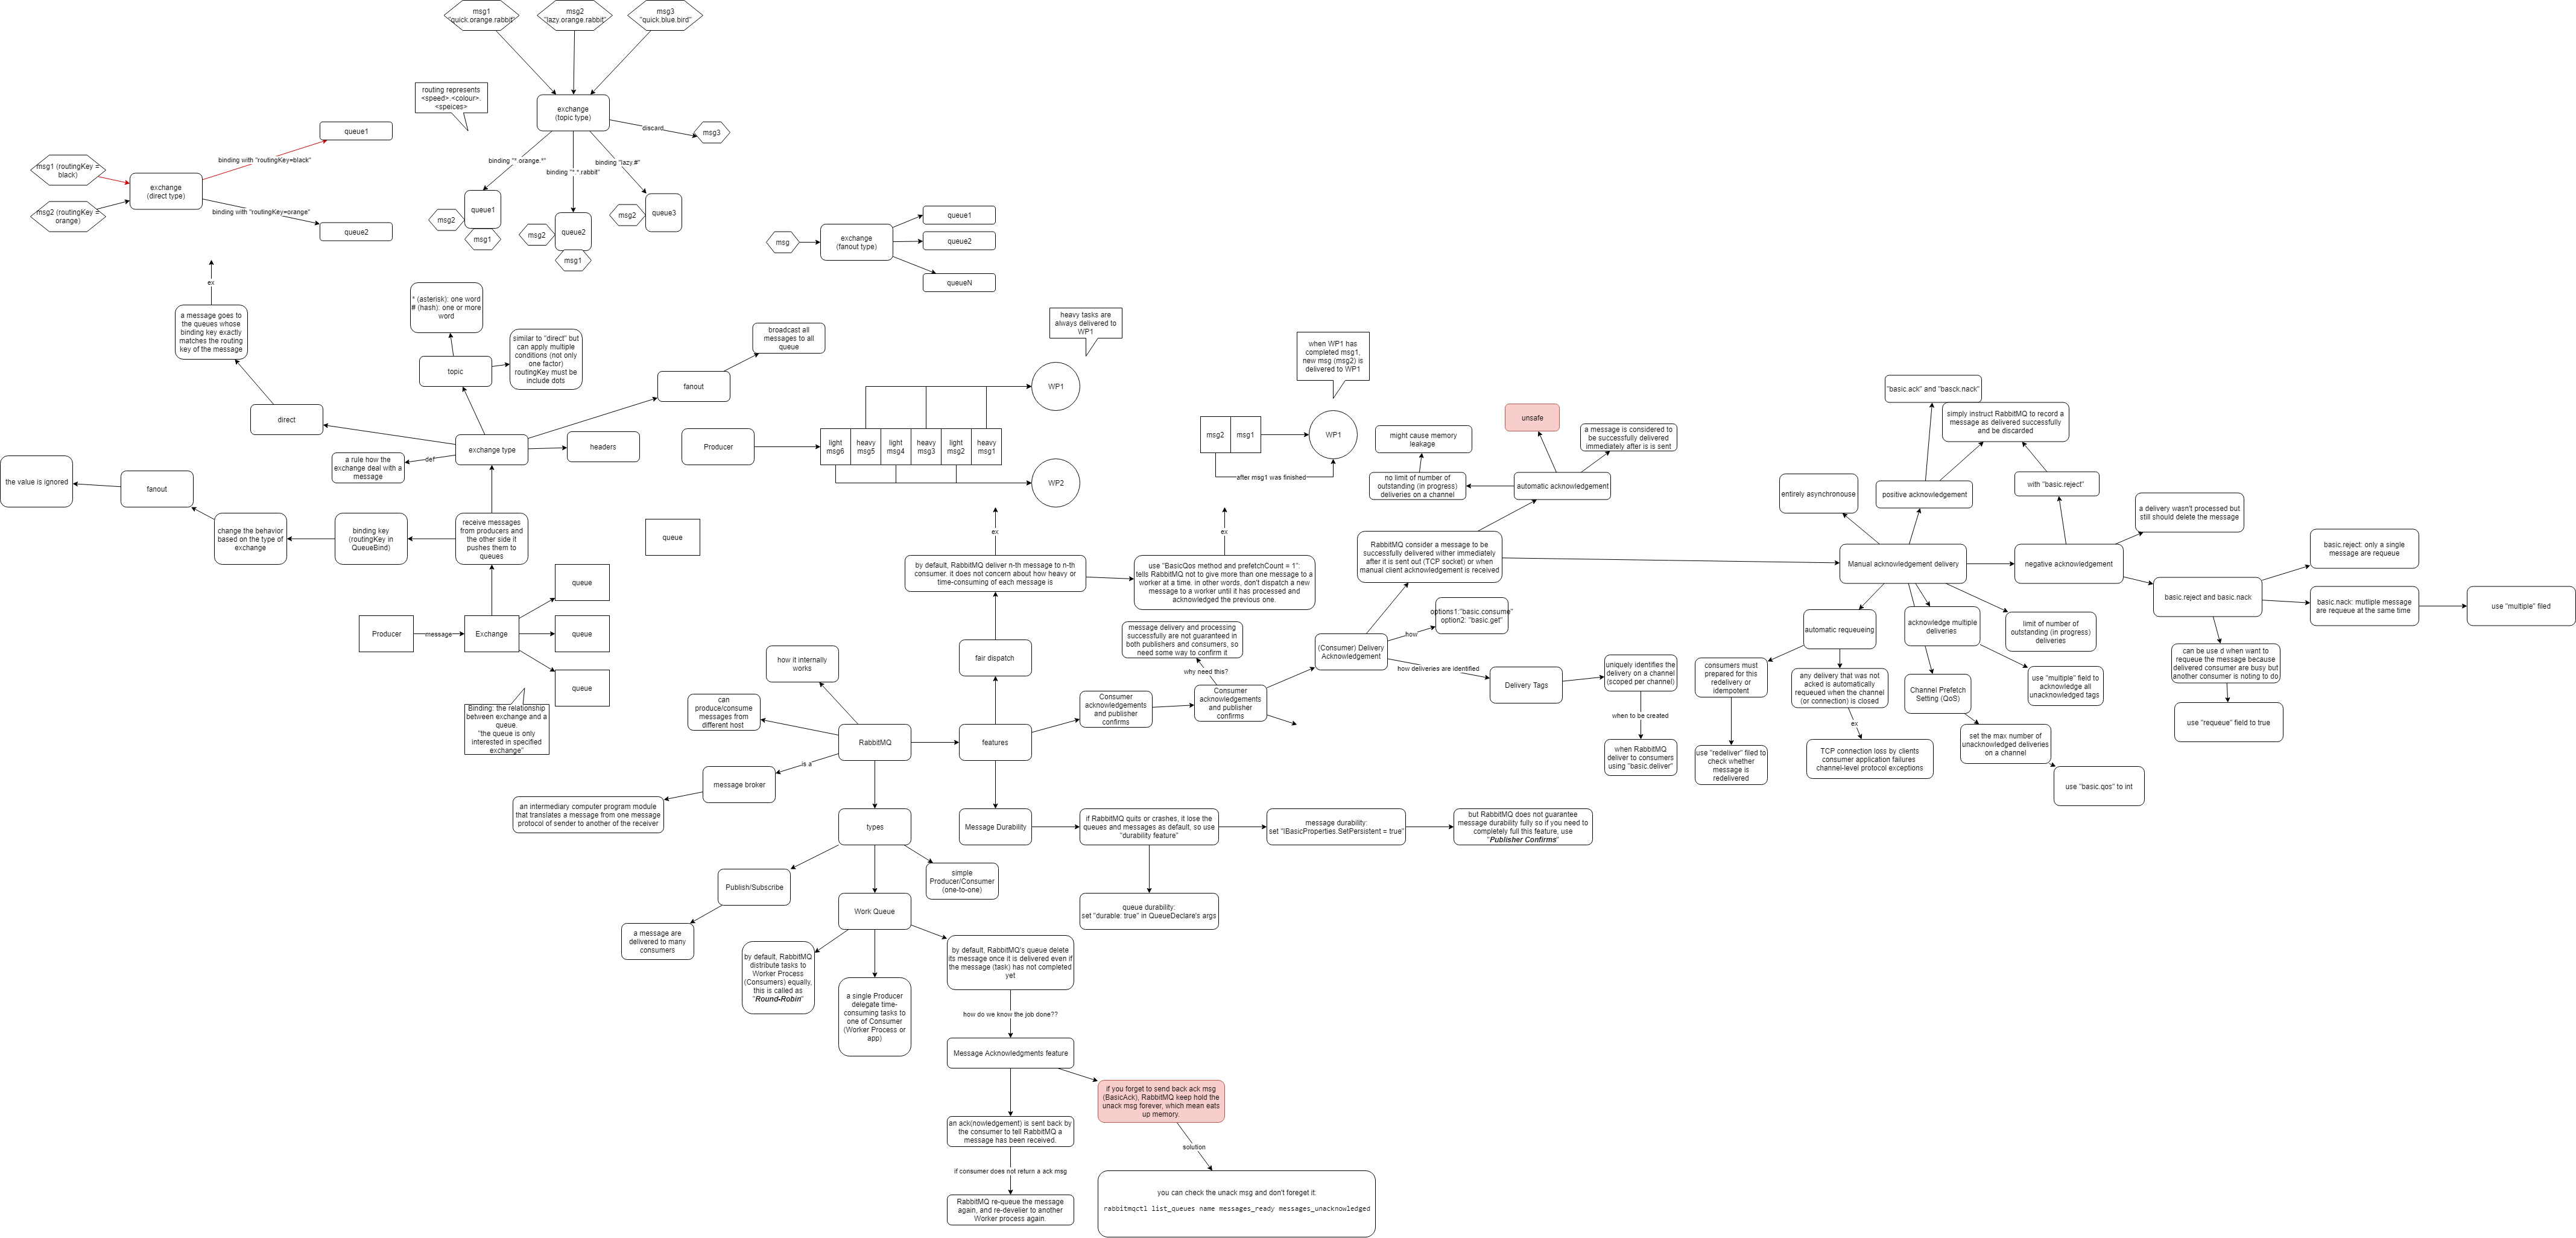 msg1
"quick.orange.rabbit"
msg2
"lazy.orange.rabbit"
msg3
"quick.blue.bird"
routing represents
<speed>.<colour>.
<speices>
exchange
(topic type)
discard
msg3
binding "*.orange.*"
binding "*.*.rabbit"
binding "lazy.#"
queue1
msg2
msg1
queue2
msg2
msg1
queue3
msg2
msg1 (routingKey =
black)
msg2 (routingKey =
orange)
exchange
(direct type)
binding with "routingKey=black"
binding with "routingKey=orange"
queue1
queue2
msg
exchange
(fanout type)
queue1
queue2
queueN
ex
a message goes to
the queues whose
binding key exactly
matches the routing
key of the message
* (asterisk): one word
# (hash): one or more
word
topic
similar to "direct" but
can apply multiple
conditions (not only
one factor)
routingKey must be
include dots
broadcast all
messages to all
queue
fanout
direct
exchange type
headers
def
a rule how the
exchange deal with a
message
the value is ignored
fanout
change the behavior
based on the type of
exchange
binding key
(routingKey in
QueueBind)
receive messages
from producers and
the other side it
pushes them to
queues
queue
Producer
message
Exchange
queue
queue
queue
Binding: the relationship
between exchange and a
queue.
"the queue is only
interested in specified
exchange"
heavy tasks are
always delivered to
WP1
WP1
Producer
light
msg6
heavy
msg5
light
msg4
heavy
msg3
light
msg2
heavy
msg1
WP2
when WP1 has
completed msg1,
new msg (msg2) is
delivered to WP1
msg2
msg1
WP1
after msg1 was finished
ex
by default, RabbitMQ deliver n-th message to n-th
consumer. it does not concern about how heavy or
time-consuming of each message is
ex
use "BasicQos method and prefetchCount = 1":
tells RabbitMQ not to give more than one message to a
worker at a time. in other words, don't dispatch a new
message to a worker until it has processed and
acknowledged the previous one.
fair dispatch
how it internally
works
can
produce/consume
messages from
different host
RabbitMQ
features
is a
message broker
an intermediary computer program module
that translates a message from one message
protocol of sender to another of the receiver
Consumer
acknowledgements
and publisher
confirms
message delivery and processing
successfully are not guaranteed in
both publishers and consumers, so
need some way to confirm it
why need this?
Consumer
acknowledgements
and publisher
confirms
(Consumer) Delivery
Acknowledgement
how
options1:"basic.consume"
option2: "basic.get"
how deliveries are identified
Delivery Tags
uniquely identifies the
delivery on a channel
(scoped per channel)
when to be created
when RabbitMQ
deliver to consumers
using "basic.deliver"
RabbitMQ consider a message to be
successfully delivered wither immediately
after it is sent out (TCP socket) or when
manual client acknowledgement is received
unsafe
a message is considered to
be successfully delivered
immediately after is is sent
might cause memory
leakage
no limit of number of
outstanding (in progress)
deliveries on a channel
automatic acknowledgement
"basic.ack" and "basck.nack"
simply instruct RabbitMQ to record a
message as delivered successfully
and be discarded
entirely asynchronouse
positive acknowledgement
with "basic.reject"
a delivery wasn't processed but
still should delete the message
Manual acknowledgement delivery
negative acknowledgement
basic.reject: only a single
message are requeue
basic.reject and basic.nack
basic.nack: mutliple message
are requeue at the same time
use "multiple" filed
can be use d when want to
requeue the message because
delivered consumer are busy but
another consumer is noting to do
use "requeue" field to true
automatic requeueing
acknowledge multiple
deliveries
limit of number of
outstanding (in progress)
deliveries
consumers must
prepared for this
redelivery or
idempotent
use "redeliver" filed to
check whether
message is
redelivered
any delivery that was not
acked is automatically
requeued when the channel
(or connection) is closed
ex
TCP connection loss by clients
consumer application failures
channel-level protocol exceptions
Channel Prefetch
Setting (QoS)
use "multiple" field to
acknowledge all
unacknowledged tags
set the max number of
unacknowledged deliveries
on a channel
use "basic.qos" to int
types
Message Durability
if RabbitMQ quits or crashes, it lose the
queues and messages as default, so use
"durability feature"
message durability:
set "IBasicProperties.SetPersistent = true"
but RabbitMQ does not guarantee
message durability fully so if you need to
completely full this feature, use
"Publisher Confirms"
queue durability:
set "durable: true" in QueueDeclare's args
Publish/Subscribe
simple
Producer/Consumer
(one-to-one)
a message are
delivered to many
consumers
Work Queue
by default, RabbitMQ
distribute tasks to
Worker Process
(Consumers) equally,
this is called as
"Round-Robin"
a single Producer
delegate time-
consuming tasks to
one of Consumer
(Worker Process or
app)
by default, RabbitMQ's queue delete
its message once it is delivered even if
the message (task) has not completed
yet
how do we know the job done??
Message Acknowledgments feature
if you forget to send back ack msg
(BasicAck), RabbitMQ keep hold the
unack msg forever, which mean eats
up memory.
an ack(nowledgement) is sent back by
the consumer to tell RabbitMQ a
message has been received.
solution
if consumer does not return a ack msg
RabbitMQ re-queue the message
again, and re-develier to another
Worker process again.
you can check the unack msg and don't foreget it:
rabbitmqctl list_queues name messages_ready messages_unacknowledged